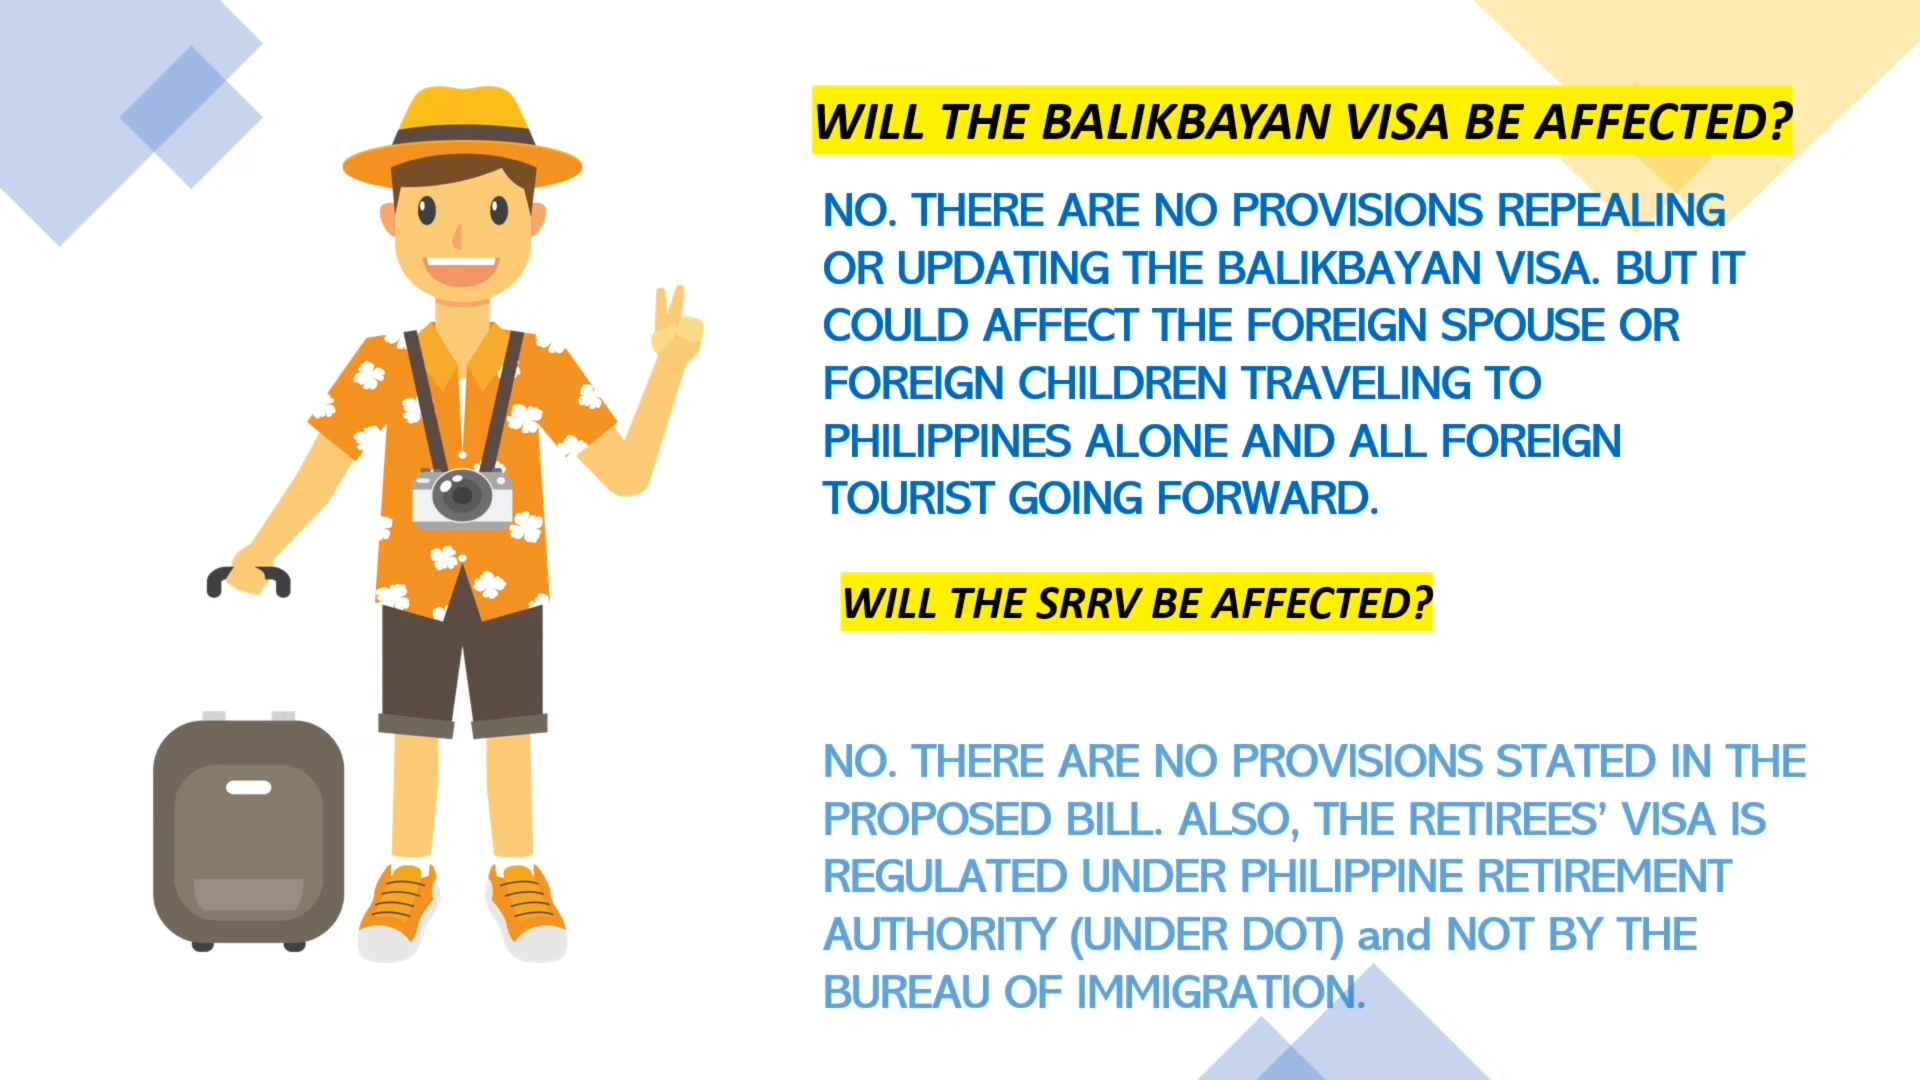 WILL THE BALIKBAYAN VISA BE AFFECTED?
NO. THERE ARE NO PROVISIONS REPEALING
OR UPDATING THE BALIKBAYAN VISA. BUT IT
COULD AFFECT THE FOREIGN SPOUSE OR
FOREIGN CHILDREN TRAVELING TO
PHILIPPINES ALONE AND ALL FOREIGN
TOURIST GOING FORWARD.
WILL THE SRRV BE AFFECTED?
NO. THERE ARE NO PROVISIONS STATED IN THE
PROPOSED BILL. ALSO, THE RETIREES’ VISA IS
REGULATED UNDER PHILIPPINE RETIREMENT
AUTHORITY (UNDER DOT) and NOT BY THE
BUREAU OF IMMIGRATION.